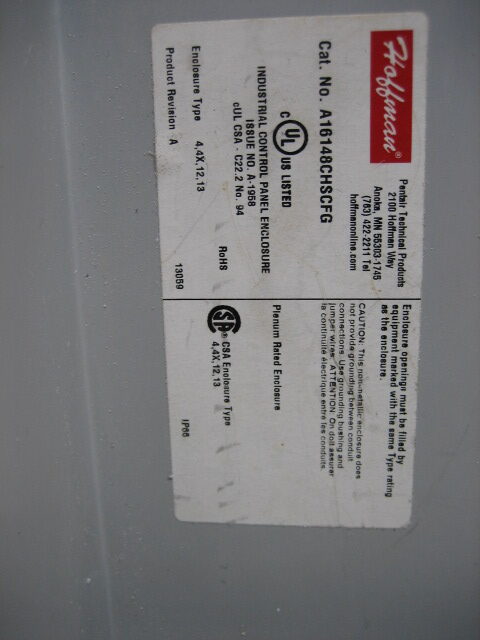 Hoffman®
Pentair Technical Products
2100 Hoffman Way
Anoka, MN 55303-1745
(763) 422-2211 Tel
hoffmanonline.com
Cat. No. A16148CHSCFG
C UL US LISTED
INDUSTRIAL CONTROL PANEL ENCLOSURE
ISSUE NO. A-1958
cUL CSA - C22.2 No. 94
RoHS
Enclosure Type 4,4X,12,13
Product Revision A
13059
Enclosure openings must be filled by
equipment marked with the same Type rating
as the enclosure.
CAUTION: This non-metallic enclosure does
not provide grounding between conduit
connections. Use grounding bushing and
jumper wires. ATTENTION: On doit assurer
la continuité électrique entre les conduits.
Plenum Rated Enclosure
SA CSA Enclosure Type
4,4X,12,13
IP66